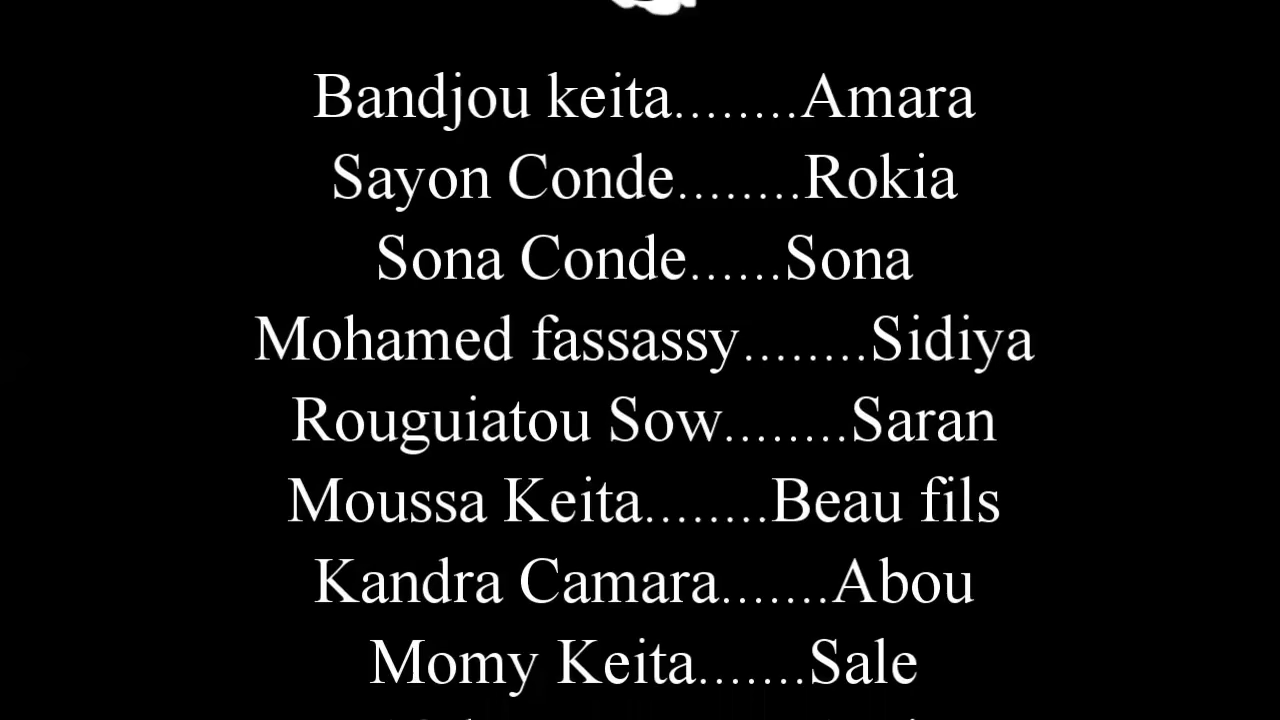 Bandjou keita........Amara
Sayon Conde........Rokia
Sona Conde......Sona
Mohamed fassassy........Sidiya
Rouguiatou Sow........Saran
Moussa Keita........Beau fils
Kandra Camara.......Abou
Momy Keita.......Sale